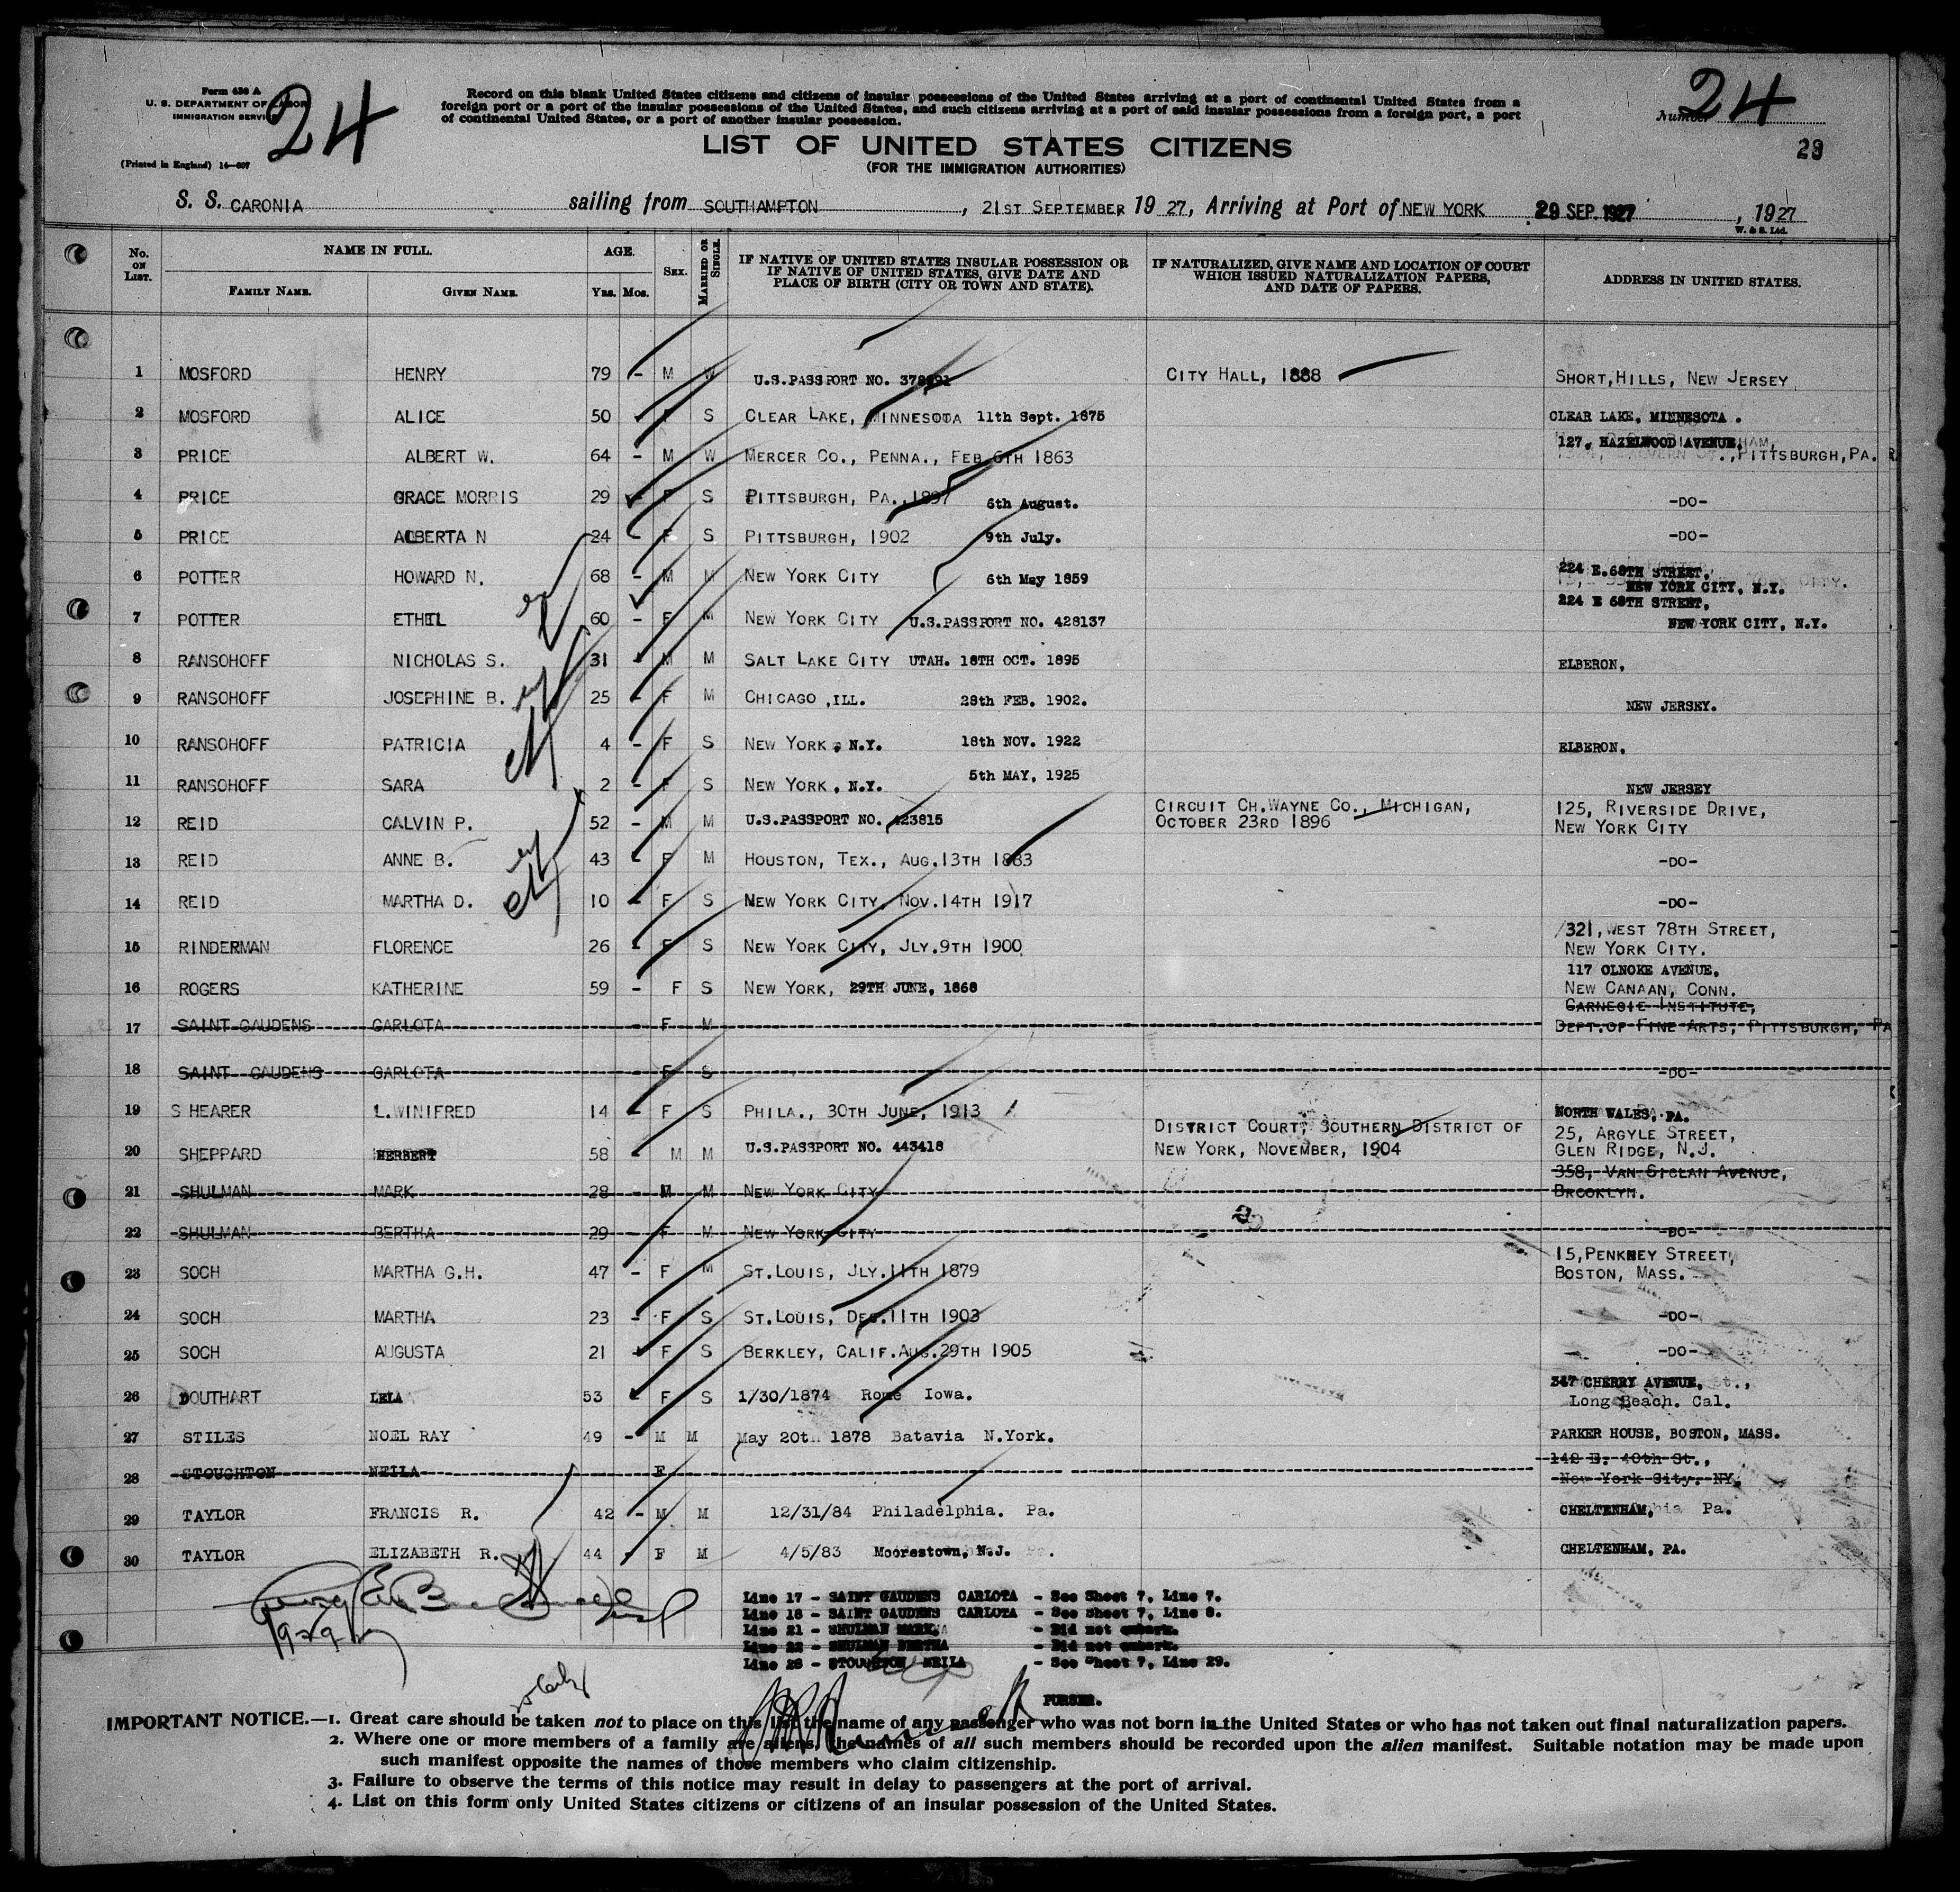 Form 630 A
U. S. DEPARTMENT OF LABOR
IMMIGRATION SERVICE
(Printed in England) 14—607
24
Record on this blank United States citizens and citizens of insular possessions of the United States arriving at a port of continental United States from a
foreign port or a port of the insular possessions of the United States, and such citizens arriving at a port of said insular possessions from a foreign port, a port
of continental United States, or a port of another insular possession.
Number 24
23
LIST OF UNITED STATES CITIZENS
(FOR THE IMMIGRATION AUTHORITIES)
S. S. CARONIA sailing from SOUTHAMPTON, 21ST SEPTEMBER 19 27, Arriving at Port of NEW YORK 29 SEP. 1927, 1927
W. & S. Ltd.
No. ON LIST. NAME IN FULL. FAMILY NAME. GIVEN NAME. AGE. YRS. MOS. SEX. MARRIED OR SINGLE. IF NATIVE OF UNITED STATES INSULAR POSSESSION OR IF NATIVE OF UNITED STATES, GIVE DATE AND PLACE OF BIRTH (CITY OR TOWN AND STATE). IF NATURALIZED, GIVE NAME AND LOCATION OF COURT WHICH ISSUED NATURALIZATION PAPERS, AND DATE OF PAPERS. ADDRESS IN UNITED STATES.
1 MOSFORD HENRY 79 - M W U.S.PASSPORT NO. CITY HALL, 1888 SHORT,HILLS, NEW JERSEY
2 MOSFORD ALICE 50 - F S CLEAR LAKE, MINNESOTA 11th Sept. 1875 CLEAR LAKE, MINNESOTA .
3 PRICE ALBERT W. 64 - M W MERCER CO., PENNA., FEB 6TH 1863 127, HAZELWOOD AVENUE, PITTSBURGH,PA.
4 PRICE GRACE MORRIS 29 - F S PITTSBURGH, PA., 1897 6th August. -DO-
5 PRICE ALBERTA N 24 - F S PITTSBURGH, 1902 9th July. -DO-
6 POTTER HOWARD N. 68 - M M NEW YORK CITY 6th May 1859 224 E.68TH STREET, NEW YORK CITY, N.Y.
7 POTTER ETHEL 60 - F M NEW YORK CITY U.S.PASSPORT NO. 428137 224 E 68TH STREET, NEW YORK CITY, N.Y.
8 RANSOHOFF NICHOLAS S. 31 - M M SALT LAKE CITY UTAH. 18TH OCT. 1895 ELBERON,
9 RANSOHOFF JOSEPHINE B. 25 - F M CHICAGO ,ILL. 28th FEB. 1902. NEW JERSEY.
10 RANSOHOFF PATRICIA 4 - F S NEW YORK, N.Y. 18th NOV. 1922 ELBERON,
11 RANSOHOFF SARA 2 - F S NEW YORK, N.Y. 5th MAY, 1925 NEW JERSEY
12 REID CALVIN P. 52 - M M U.S.PASSPORT NO. 423815 CIRCUIT CH.WAYNE CO., MICHIGAN, OCTOBER 23RD 1896 125, RIVERSIDE DRIVE, NEW YORK CITY
13 REID ANNE B. 43 - F M HOUSTON, TEX., AUG.13TH 1883 -DO-
14 REID MARTHA D. 10 - F S NEW YORK CITY, NOV.14TH 1917 -DO-
15 RINDERMAN FLORENCE 26 - F S NEW YORK CITY, JLY.9TH 1900 321, WEST 78TH STREET, NEW YORK CITY.
16 ROGERS KATHERINE 59 - F S NEW YORK, 29TH JUNE, 1868 117 OLNOKE AVENUE, NEW CANAAN, CONN.
17 SAINT GAUDENS CARLOTA - F M CARNEGIE INSTITUTE, DEPT.OF FINE ARTS, PITTSBURGH, PA
18 SAINT GAUDENS CARLOTA F S -DO-
19 SHEARER L.WINIFRED 14 - F S PHILA., 30TH JUNE, 1913 NORTH WALES, PA.
20 SHEPPARD HERBERT 58 - M M U.S.PASSPORT NO. 443418 DISTRICT COURT, SOUTHERN DISTRICT OF NEW YORK, NOVEMBER, 1904 25, ARGYLE STREET, GLEN RIDGE, N.J.
21 SHULMAN MARK 28 - M M NEW YORK CITY 358, VAN SICLAN AVENUE, BROOKLYN.
22 SHULMAN BERTHA 29 - F M NEW YORK CITY -DO-
23 SOCH MARTHA G.H. 47 - F M ST.LOUIS, JLY.11TH 1879 15,PENKNEY STREET, BOSTON, MASS.
24 SOCH MARTHA 23 - F S ST.LOUIS, DEC.11TH 1903 -DO-
25 SOCH AUGUSTA 21 - F S BERKLEY, CALIF.AUG.29TH 1905 -DO-
26 DOUTHART LELA 53 - F S 1/30/1874 Rome Iowa. 347 CHERRY AVENUE, Long Beach. Cal.
27 STILES NOEL RAY 49 - M M May 20th 1878 Batavia N.York. PARKER HOUSE, BOSTON, MASS.
28 STOUGHTON NEILA F 142 E. 40th St., New York City. NY.
29 TAYLOR FRANCIS R. 42 - M M 12/31/84 Philadelphia. Pa. CHELTENHAM, Pa.
30 TAYLOR ELIZABETH R. 44 - F M 4/5/83 Moorestown, N.J. CHELTENHAM, PA.
Line 17 - SAINT GAUDENS CARLOTA - See Sheet 7, Line 7.
Line 18 - SAINT GAUDENS CARLOTA - See Sheet 7, Line 8.
Line 21 - SHULMAN MARK - Did not embark.
Line 22 - SHULMAN BERTHA - Did not embark.
Line 28 - STOUGHTON NEILA - See Sheet 7, Line 29.
PURSER.
IMPORTANT NOTICE.—1. Great care should be taken not to place on this list the name of any passenger who was not born in the United States or who has not taken out final naturalization papers.
2. Where one or more members of a family are aliens, the names of all such members should be recorded upon the alien manifest. Suitable notation may be made upon
such manifest opposite the names of those members who claim citizenship.
3. Failure to observe the terms of this notice may result in delay to passengers at the port of arrival.
4. List on this form only United States citizens or citizens of an insular possession of the United States.